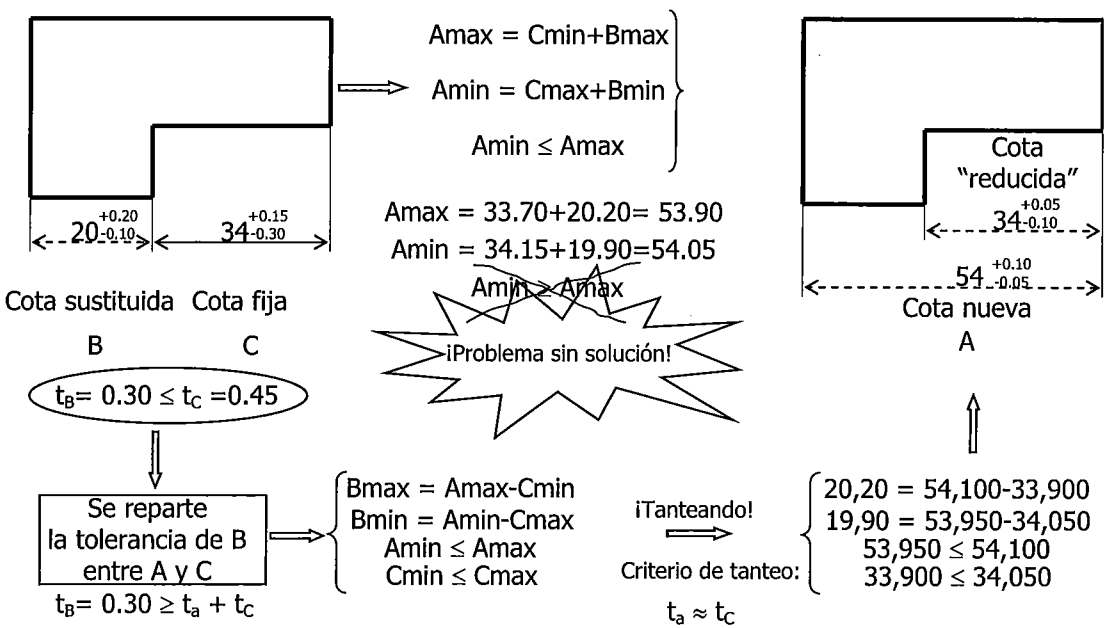 Amax = Cmin+Bmax
Amin = Cmax+Bmin
Amin ≤ Amax
20 +0.20 -0.10
34 +0.15 -0.30
Cota sustituida Cota fija
B C
tB= 0.30 ≤ tC =0.45
Se reparte
la tolerancia de B
entre A y C
tB= 0.30 ≥ ta + tC
Amax = 33.70+20.20= 53.90
Amin = 34.15+19.90=54.05
Amin ≥ Amax
¡Problema sin solución!
Bmax = Amax-Cmin
Bmin = Amin-Cmax
Amin ≤ Amax
Cmin ≤ Cmax
¡Tanteando!
Criterio de tanteo:
ta ≈ tC
20,20 = 54,100-33,900
19,90 = 53,950-34,050
53,950 ≤ 54,100
33,900 ≤ 34,050
Cota
“reducida”
34 +0.05 -0.10
54 +0.10 -0.05
Cota nueva
A